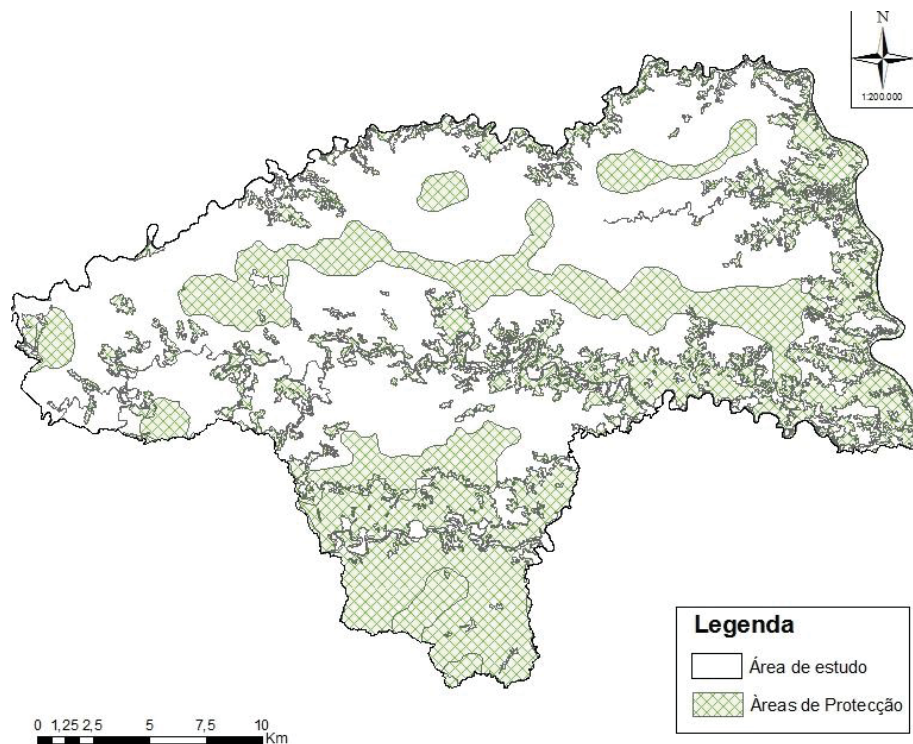 N
1:200.000
Legenda
Área de estudo
Àreas de Protecção
0 1,25 2,5 5 7,5 10
Km